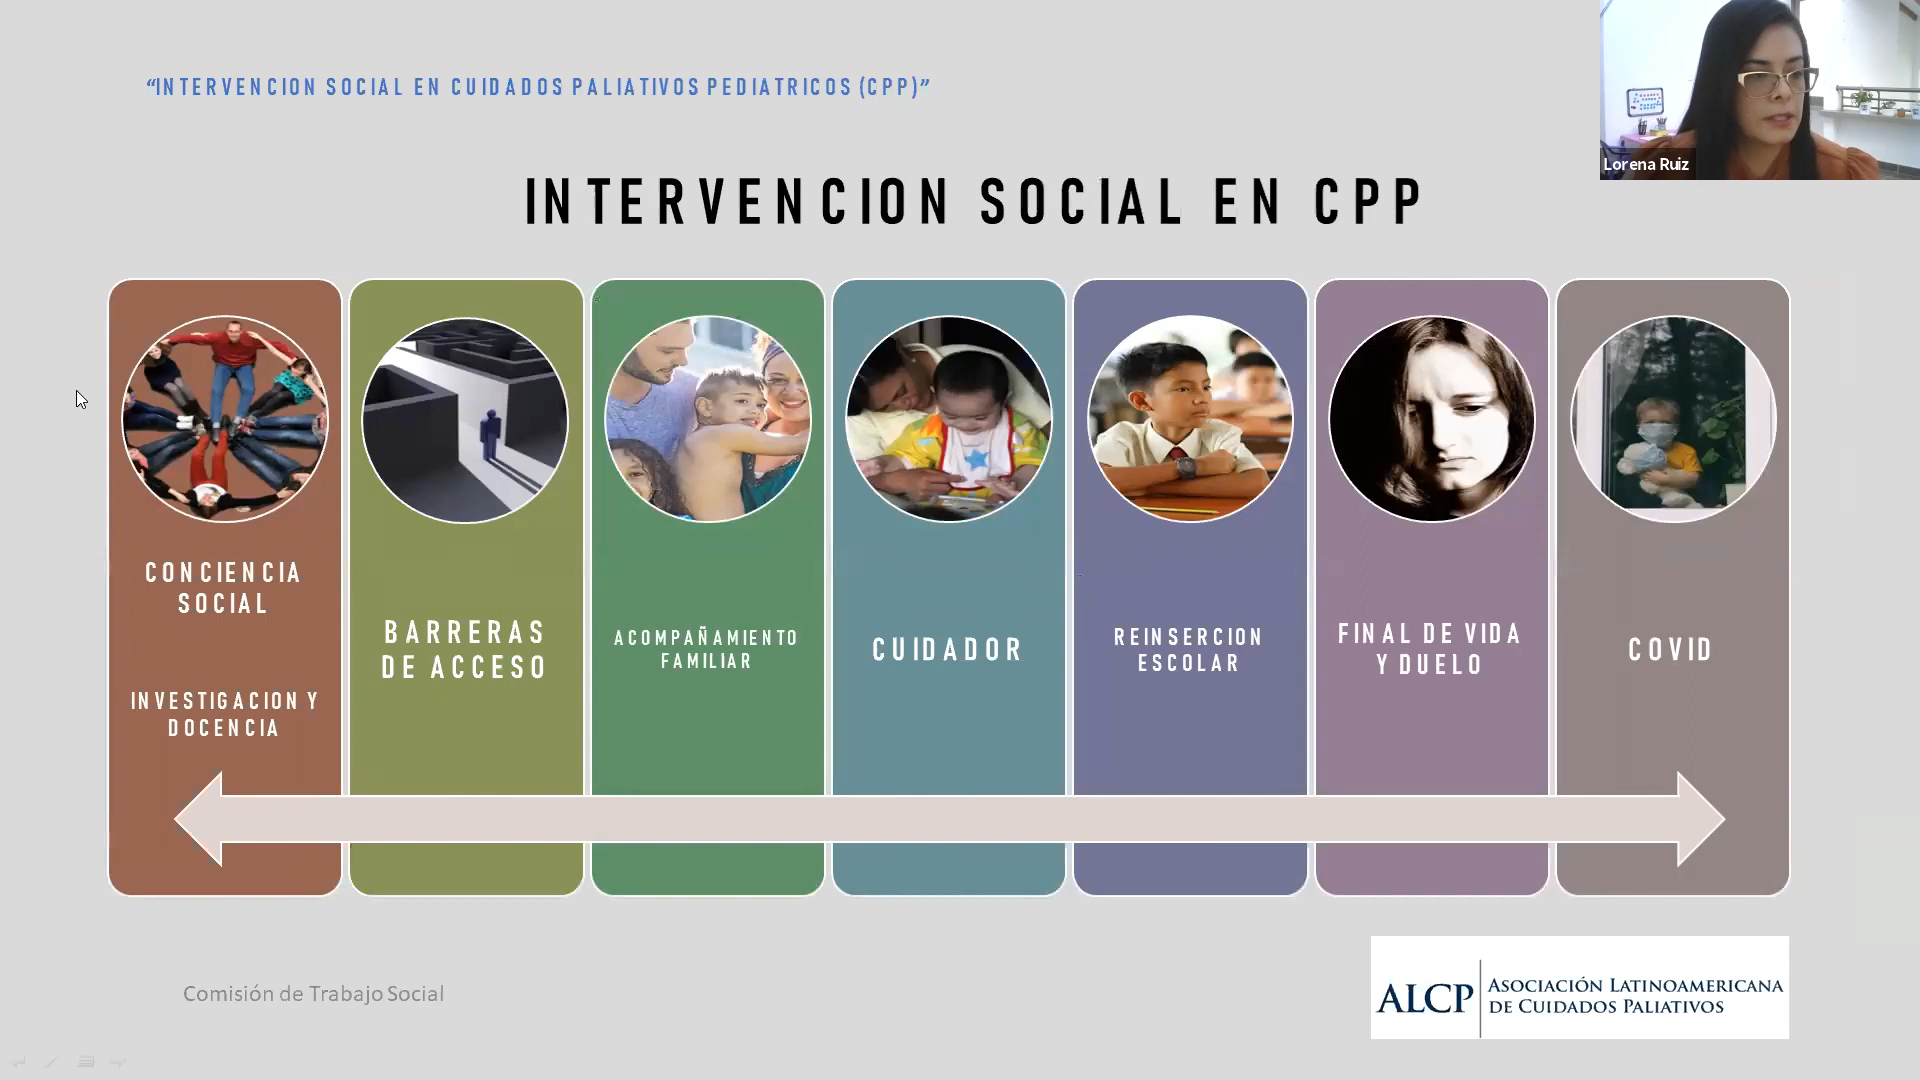 “INTERVENCION SOCIAL EN CUIDADOS PALIATIVOS PEDIATRICOS (CPP)”
Lorena Ruiz
INTERVENCION SOCIAL EN CPP
CONCIENCIA
SOCIAL
INVESTIGACION Y
DOCENCIA
BARRERAS
DE ACCESO
ACOMPAÑAMIENTO
FAMILIAR
CUIDADOR
REINSERCION
ESCOLAR
FINAL DE VIDA
Y DUELO
COVID
Comisión de Trabajo Social
ALCP
ASOCIACIÓN LATINOAMERICANA
DE CUIDADOS PALIATIVOS